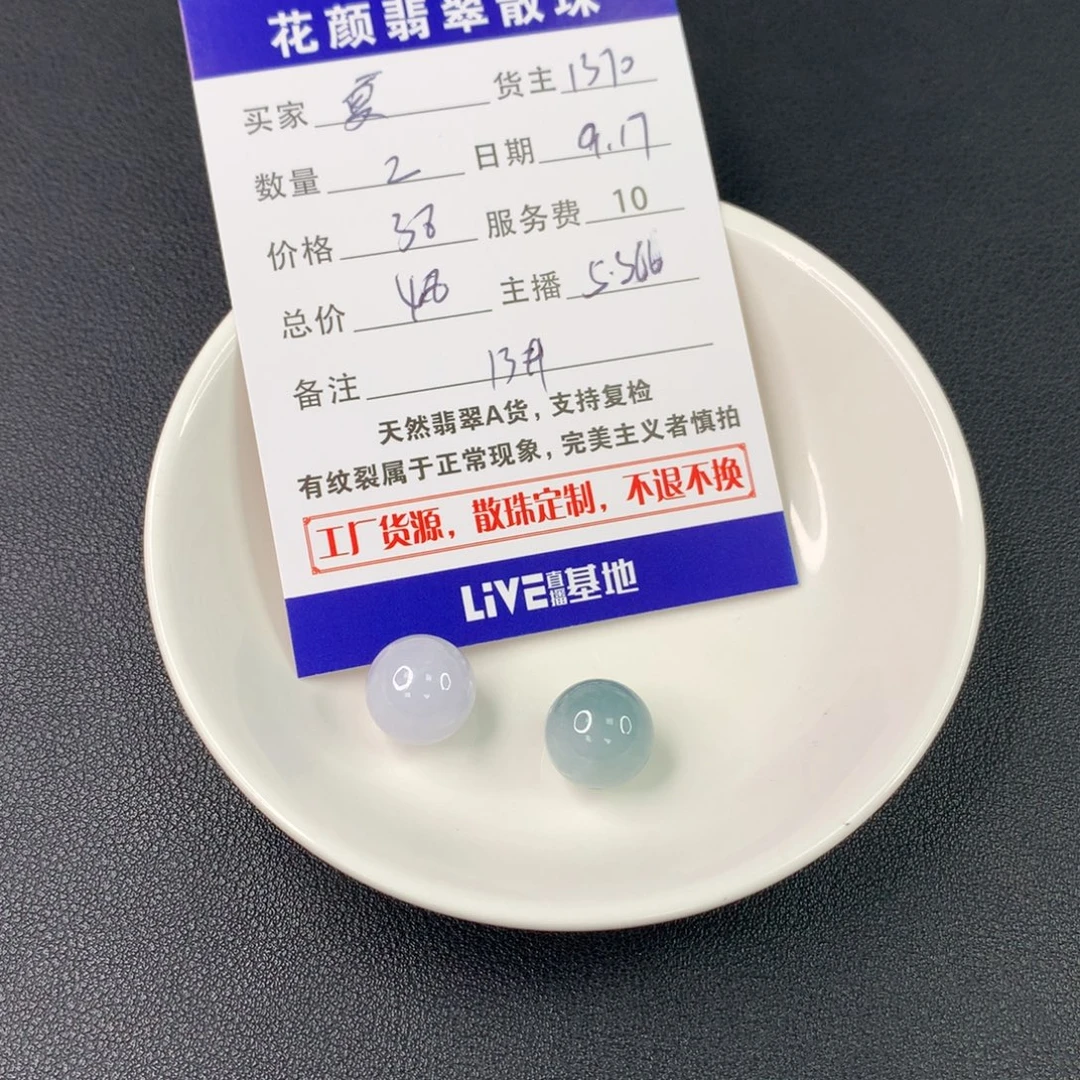 花颜翡翠散珠
买家 夏 货主 1370
数量 2 日期 9.17
价格 38 服务费 10
总价 48 主播 5.366
备注
天然翡翠A货，支持复检
有纹裂属于正常现象，完美主义者慎拍
工厂货源，散珠定制，不退不换
LIVE直播基地